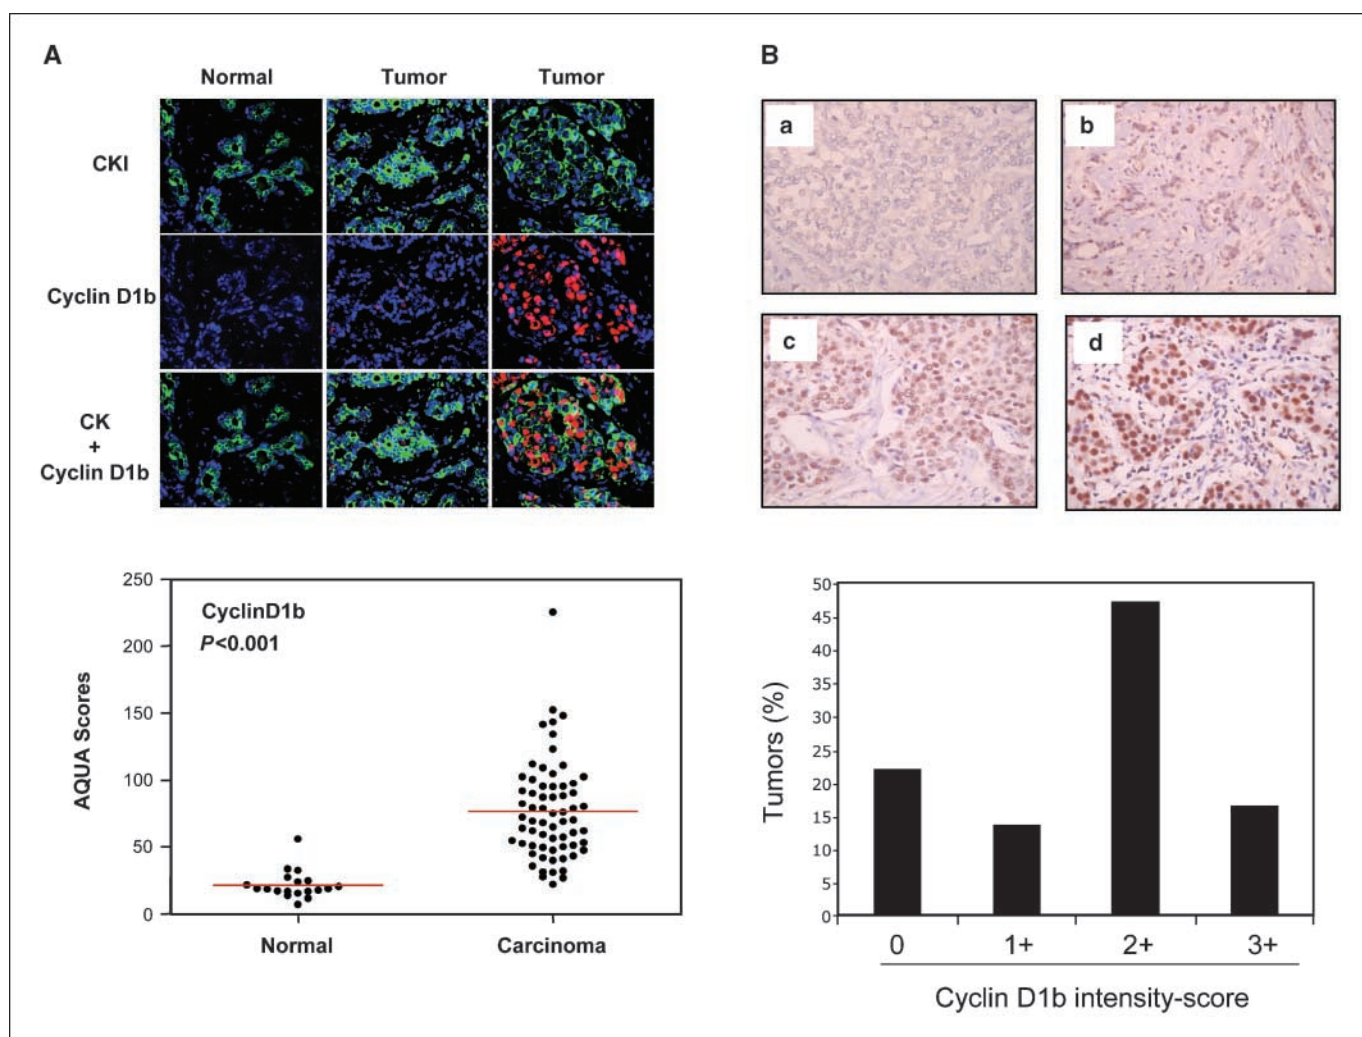 A
Normal
Tumor
Tumor
CKI
Cyclin D1b
CK
+
Cyclin D1b
250
200
150
100
50
0
AQUA Scores
CyclinD1b
P<0.001
Normal
Carcinoma
B
a
b
c
d
50
45
40
35
30
25
20
15
10
5
0
Tumors (%)
0
1+
2+
3+
Cyclin D1b intensity-score